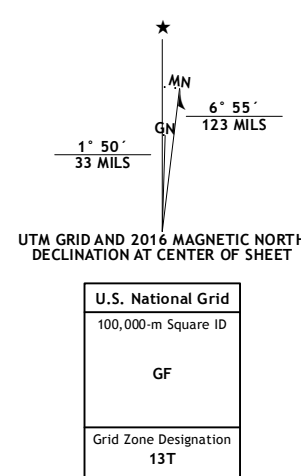 ★
MN
GN
6° 55´
123 MILS
1° 50´
33 MILS
UTM GRID AND 2016 MAGNETIC NORTH
DECLINATION AT CENTER OF SHEET
U.S. National Grid
100,000-m Square ID
GF
Grid Zone Designation
13T